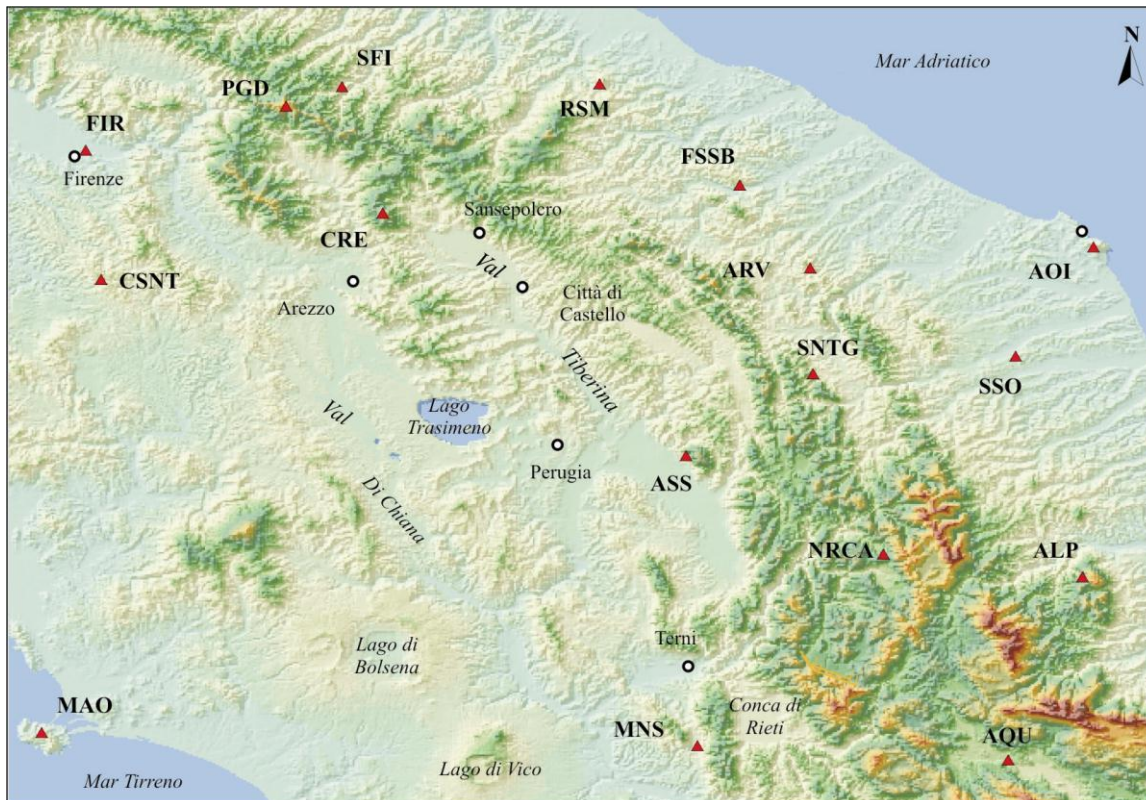 N
Mar Adriatico
SFI
PGD
RSM
FIR
Firenze
FSSB
Sansepolcro
CRE
Val
ARV
AOI
CSNT
Arezzo
Città di
Castello
SNTG
Tiberina
SSO
Lago
Trasimeno
Val
Perugia
ASS
Di Chiana
NRCA
ALP
Terni
Lago di
Bolsena
MAO
Conca di
Rieti
MNS
AQU
Lago di Vico
Mar Tirreno